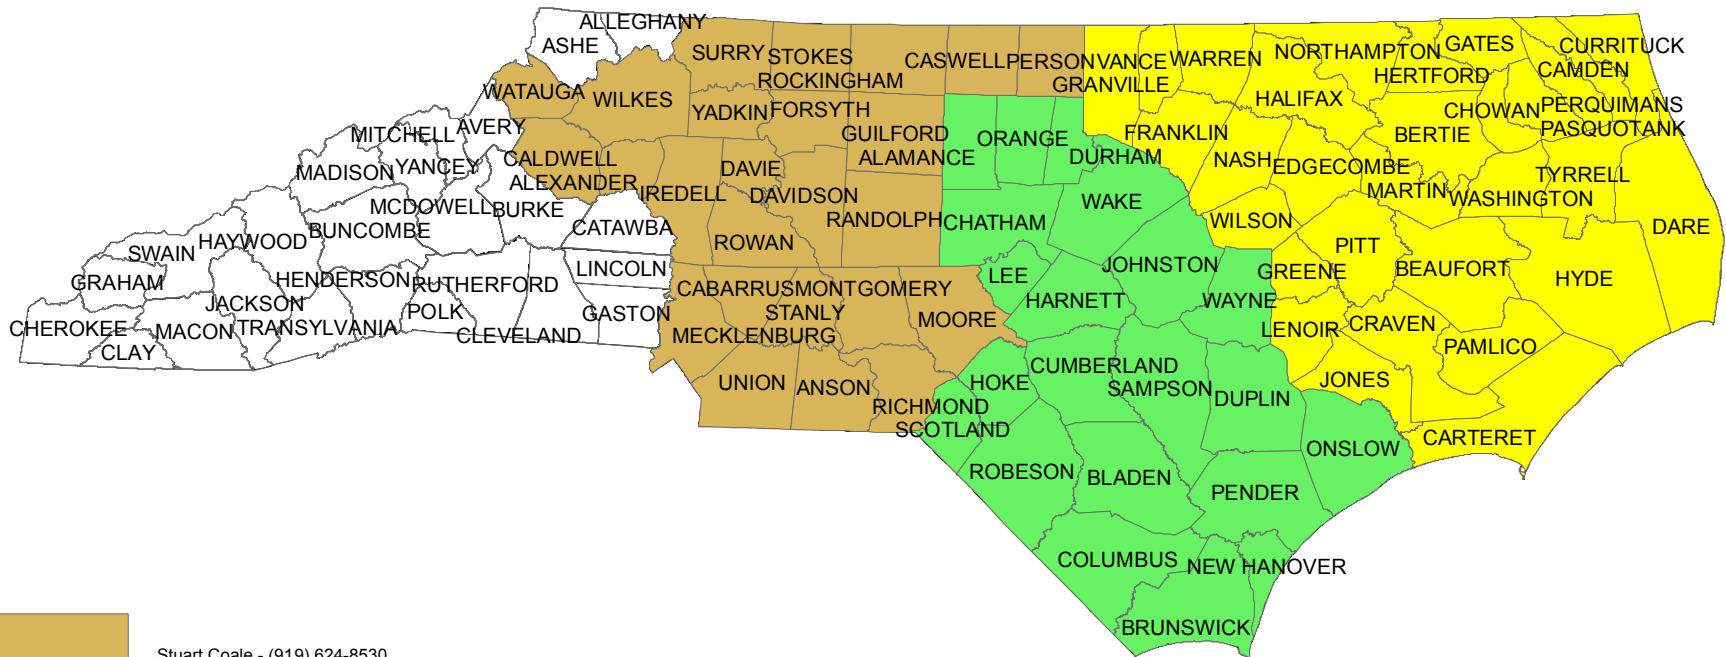 ALLEGHANY
ASHE
SURRY
STOKES
ROCKINGHAM
CASWELL
PERSON
VANCE
GRANVILLE
WARREN
NORTHAMPTON
GATES
CURRITUCK
HERTFORD
CAMDEN
WATAUGA
WILKES
YADKIN
FORSYTH
HALIFAX
CHOWAN
PERQUIMANS
PASQUOTANK
MITCHELL
AVERY
GUILFORD
ORANGE
FRANKLIN
BERTIE
MADISON
YANCEY
CALDWELL
ALEXANDER
DAVIE
ALAMANCE
DURHAM
NASH
EDGECOMBE
TYRRELL
IREDELL
DAVIDSON
MARTIN
WASHINGTON
MCDOWELL
BURKE
WAKE
BUNCOMBE
CATAWBA
RANDOLPH
CHATHAM
WILSON
DARE
SWAIN
HAYWOOD
ROWAN
PITT
GRAHAM
HENDERSON
RUTHERFORD
LINCOLN
LEE
JOHNSTON
GREENE
BEAUFORT
HYDE
JACKSON
POLK
GASTON
CABARRUS
MONTGOMERY
STANLY
HARNETT
WAYNE
CHEROKEE
MACON
TRANSYLVANIA
CLEVELAND
MECKLENBURG
MOORE
LENOIR
CRAVEN
CLAY
PAMLICO
UNION
ANSON
HOKE
CUMBERLAND
SAMPSON
DUPLIN
JONES
RICHMOND
SCOTLAND
CARTERET
ROBESON
BLADEN
ONSLOW
PENDER
COLUMBUS
NEW HANOVER
BRUNSWICK
Stuart Coale - (919) 624-8530